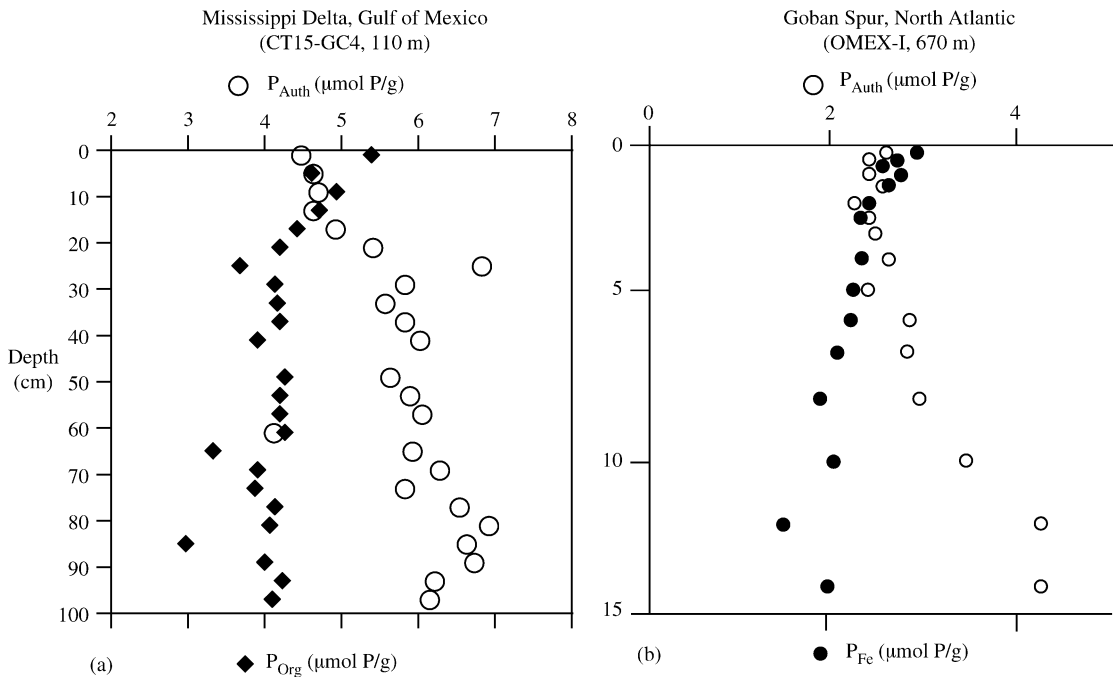 Mississippi Delta, Gulf of Mexico
(CT15-GC4, 110 m)
P_Auth (μmol P/g)
2 3 4 5 6 7 8
0
10
20
30
40
50
60
70
80
90
100
Depth
(cm)
(a)
P_Org (μmol P/g)
Goban Spur, North Atlantic
(OMEX-I, 670 m)
P_Auth (μmol P/g)
0 2 4
0
5
10
15
(b)
P_Fe (μmol P/g)